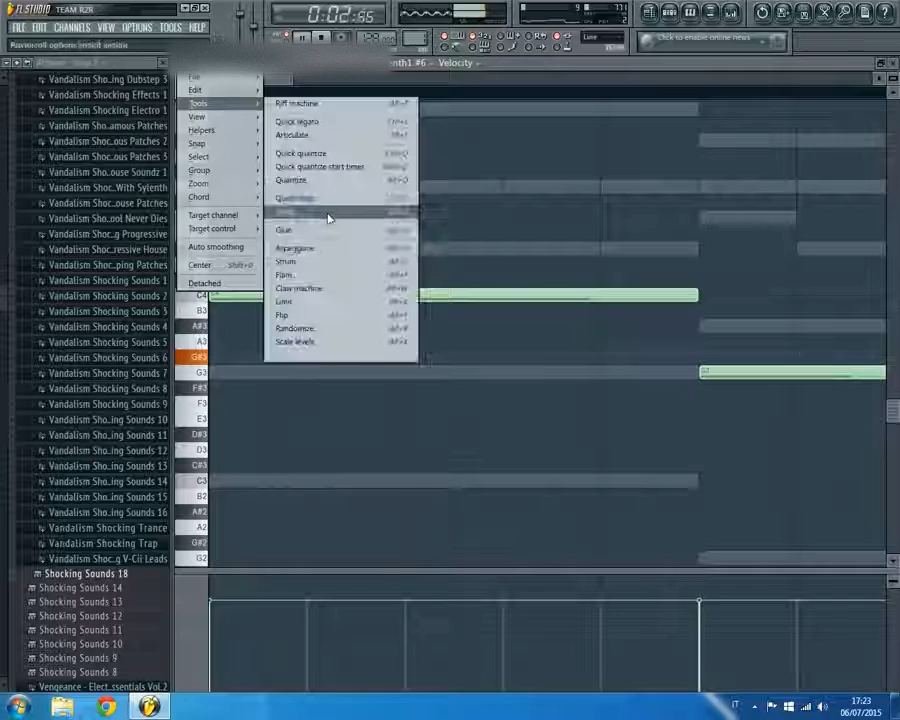 FL STUDIO TEAM R2R
0:02:65
FILE EDIT CHANNELS VIEW OPTIONS TOOLS HELP
Line
Click to enable online news
nth1 #6 - Velocity
Vandalism Sho...ing Dubstep 3
Vandalism Shocking Effects 1
Vandalism Shocking Electro 1
Vandalism Sho...amous Patches
Vandalism Sho...ous Patches 2
Vandalism Sho...ous Patches 3
Vandalism Sho...ouse Soundz 1
Vandalism Sho...With Sylenth
Vandalism Sho...ouse Patches
Vandalism Sho...ool Never Dies
Vandalism Sho...g Progressive
Vandalism Shoc...ressive House
Vandalism Sho...ping Patches
Vandalism Shocking Sounds 1
Vandalism Shocking Sounds 2
Vandalism Shocking Sounds 3
Vandalism Shocking Sounds 4
Vandalism Shocking Sounds 5
Vandalism Shocking Sounds 6
Vandalism Shocking Sounds 7
Vandalism Shocking Sounds 8
Vandalism Shocking Sounds 9
Vandalism Sho...ing Sounds 10
Vandalism Sho...ing Sounds 11
Vandalism Sho...ing Sounds 12
Vandalism Sho...ing Sounds 13
Vandalism Sho...ing Sounds 14
Vandalism Sho...ing Sounds 15
Vandalism Sho...ing Sounds 16
Vandalism Shocking Trance
Vandalism Shocking Trap
Vandalism Shoc...g V-Cii Leads
Shocking Sounds 18
Shocking Sounds 14
Shocking Sounds 13
Shocking Sounds 12
Shocking Sounds 11
Shocking Sounds 10
Shocking Sounds 9
Shocking Sounds 8
Vengeance - Elect...ssentials Vol.2
File
Edit
Tools
View
Helpers
Snap
Select
Group
Zoom
Chord
Target channel
Target control
Auto smoothing
Center Shift+0
Detached
Riff machine
Quick legato
Articulate
Quick quantize
Quick quantize start times
Quantize
Glue
Arpeggiate
Strum
Flam
Claw machine
Limit
Flip
Randomize
Scale levels
C4
B3
A#3
A3
G#3
G3
F#3
F3
E3
D#3
D3
C#3
C3
B2
A#2
A2
G#2
G2
IT
17:23
06/07/2015